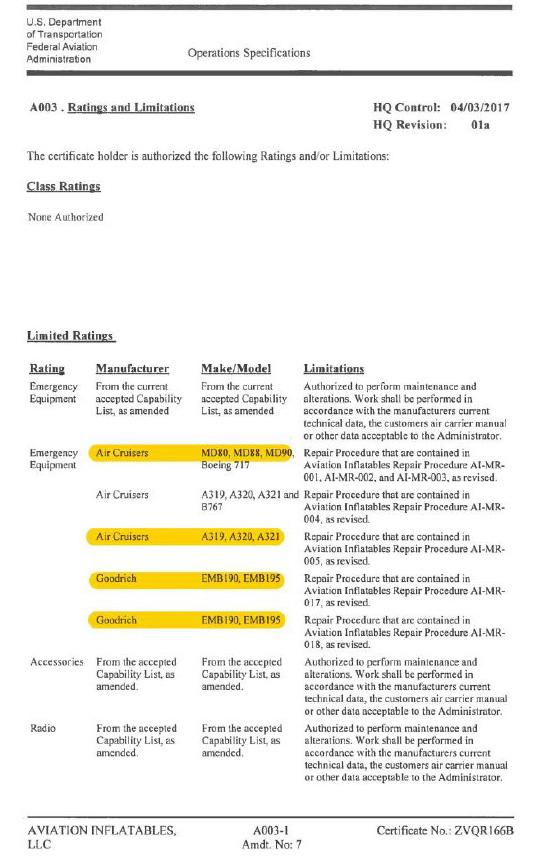 U.S. Department
of Transportation
Federal Aviation
Administration
Operations Specifications
A003 . Ratings and Limitations
HQ Control: 04/03/2017
HQ Revision: 01a
The certificate holder is authorized the following Ratings and/or Limitations:
Class Ratings
None Authorized
Limited Ratings
Rating Manufacturer Make/Model Limitations
Emergency From the current From the current Authorized to perform maintenance and
Equipment accepted Capability accepted Capability alterations. Work shall be performed in
List, as amended List, as amended accordance with the manufacturers current
technical data, the customers air carrier manual
or other data acceptable to the Administrator.
Emergency Air Cruisers MD80, MD88, MD90, Repair Procedure that are contained in
Equipment Boeing 717 Aviation Inflatables Repair Procedure AI-MR-
001, AI-MR-002, and AI-MR-003, as revised.
Air Cruisers A319, A320, A321 and Repair Procedure that are contained in
B767 Aviation Inflatables Repair Procedure AI-MR-
004, as revised.
Air Cruisers A319, A320, A321 Repair Procedure that are contained in
Aviation Inflatables Repair Procedure AI-MR-
005, as revised.
Goodrich EMB190, EMB195 Repair Procedure that are contained in
Aviation Inflatables Repair Procedure AI-MR-
017, as revised.
Goodrich EMB190, EMB195 Repair Procedure that are contained in
Aviation Inflatables Repair Procedure AI-MR-
018, as revised.
Accessories From the accepted From the accepted Authorized to perform maintenance and
Capability List, as Capability List, as alterations. Work shall be performed in
amended. amended. accordance with the manufacturers current
technical data, the customers air carrier manual
or other data acceptable to the Administrator.
Radio From the accepted From the accepted Authorized to perform maintenance and
Capability List, as Capability List, as alterations. Work shall be performed in
amended. amended. accordance with the manufacturers current
technical data, the customers air carrier manual
or other data acceptable to the Administrator.
AVIATION INFLATABLES, A003-1 Certificate No.: ZVQR166B
LLC Amdt. No: 7